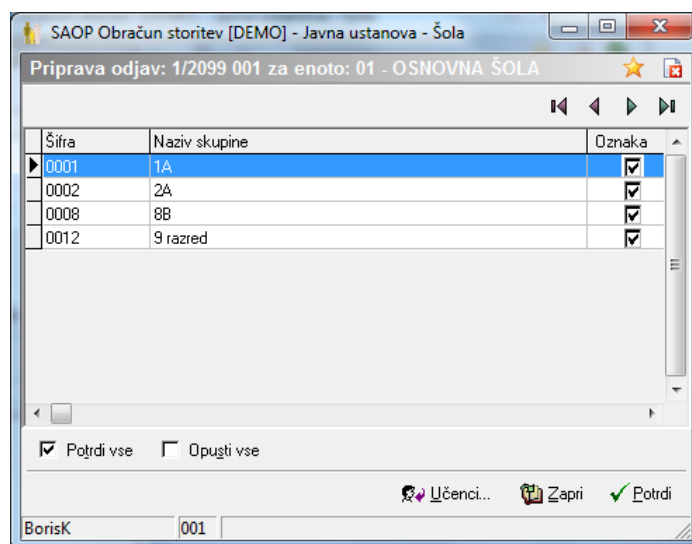 SAOP Obračun storitev [DEMO] - Javna ustanova - Šola
Priprava odjav: 1/2099 001 za enoto: 01 - OSNOVNA ŠOLA
Šifra Naziv skupine Oznaka
0001 1A
0002 2A
0008 8B
0012 9 razred
Potrdi vse Opusti vse
Učenci... Zapri Potrdi
BorisK 001